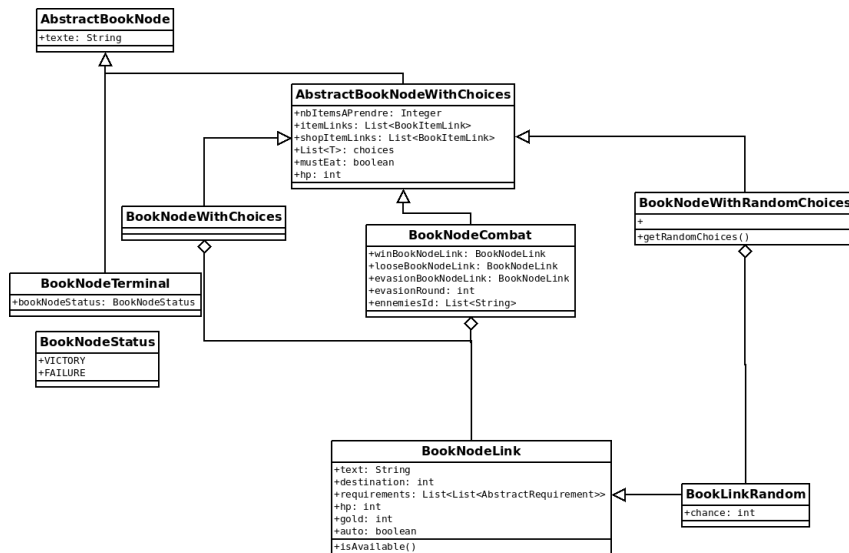 AbstractBookNode
+texte: String
AbstractBookNodeWithChoices
+nbItemsAPrendre: Integer
+itemLinks: List<BookItemLink>
+shopItemLinks: List<BookItemLink>
+List<T>: choices
+mustEat: boolean
+hp: int
BookNodeWithChoices
BookNodeWithRandomChoices
+
+getRandomChoices()
BookNodeCombat
+winBookNodeLink: BookNodeLink
+looseBookNodeLink: BookNodeLink
+evasionBookNodeLink: BookNodeLink
+evasionRound: int
+ennemiesId: List<String>
BookNodeTerminal
+bookNodeStatus: BookNodeStatus
BookNodeStatus
+VICTORY
+FAILURE
BookNodeLink
+text: String
+destination: int
+requirements: List<List<AbstractRequirement>>
+hp: int
+gold: int
+auto: boolean
+isAvailable()
BookLinkRandom
+chance: int